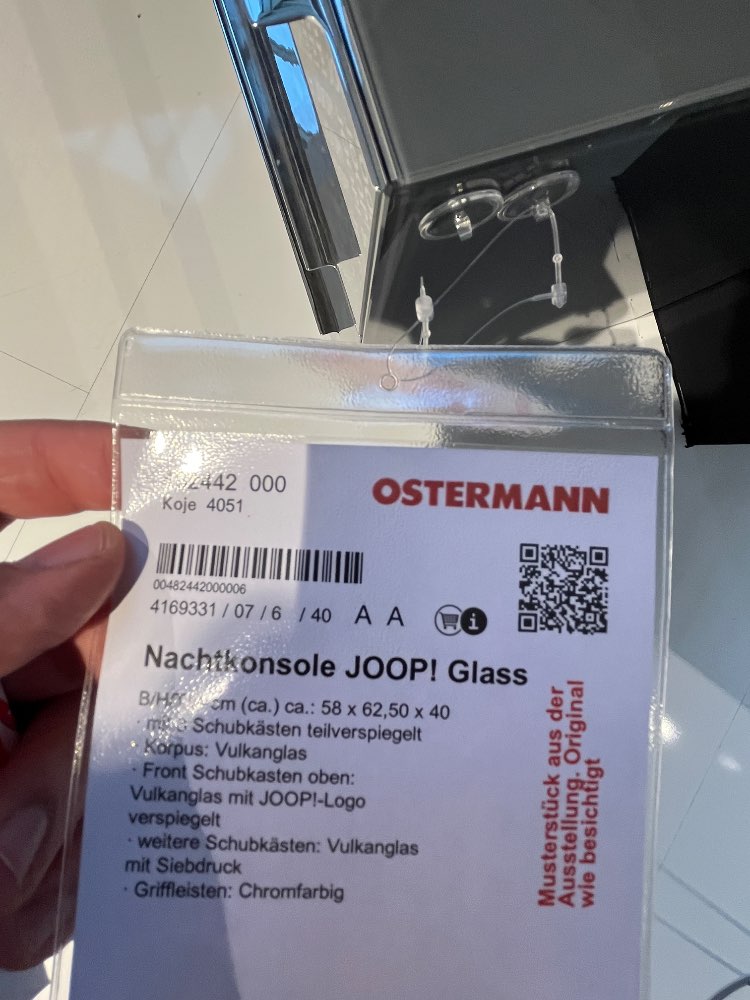 2442 000
Koje 4051
OSTERMANN
00482442000006
4169331 / 07 / 6 / 40 A A
Nachtkonsole JOOP! Glass
cm (ca.) ca.: 58 x 62,50 x 40
Schubkästen teilverspiegelt
· Korpus: Vulkanglas
· Front Schubkasten oben:
Vulkanglas mit JOOP!-Logo
verspiegelt
· weitere Schubkästen: Vulkanglas
mit Siebdruck
· Griffleisten: Chromfarbig
Musterstück aus der
Ausstellung. Original
wie besichtigt